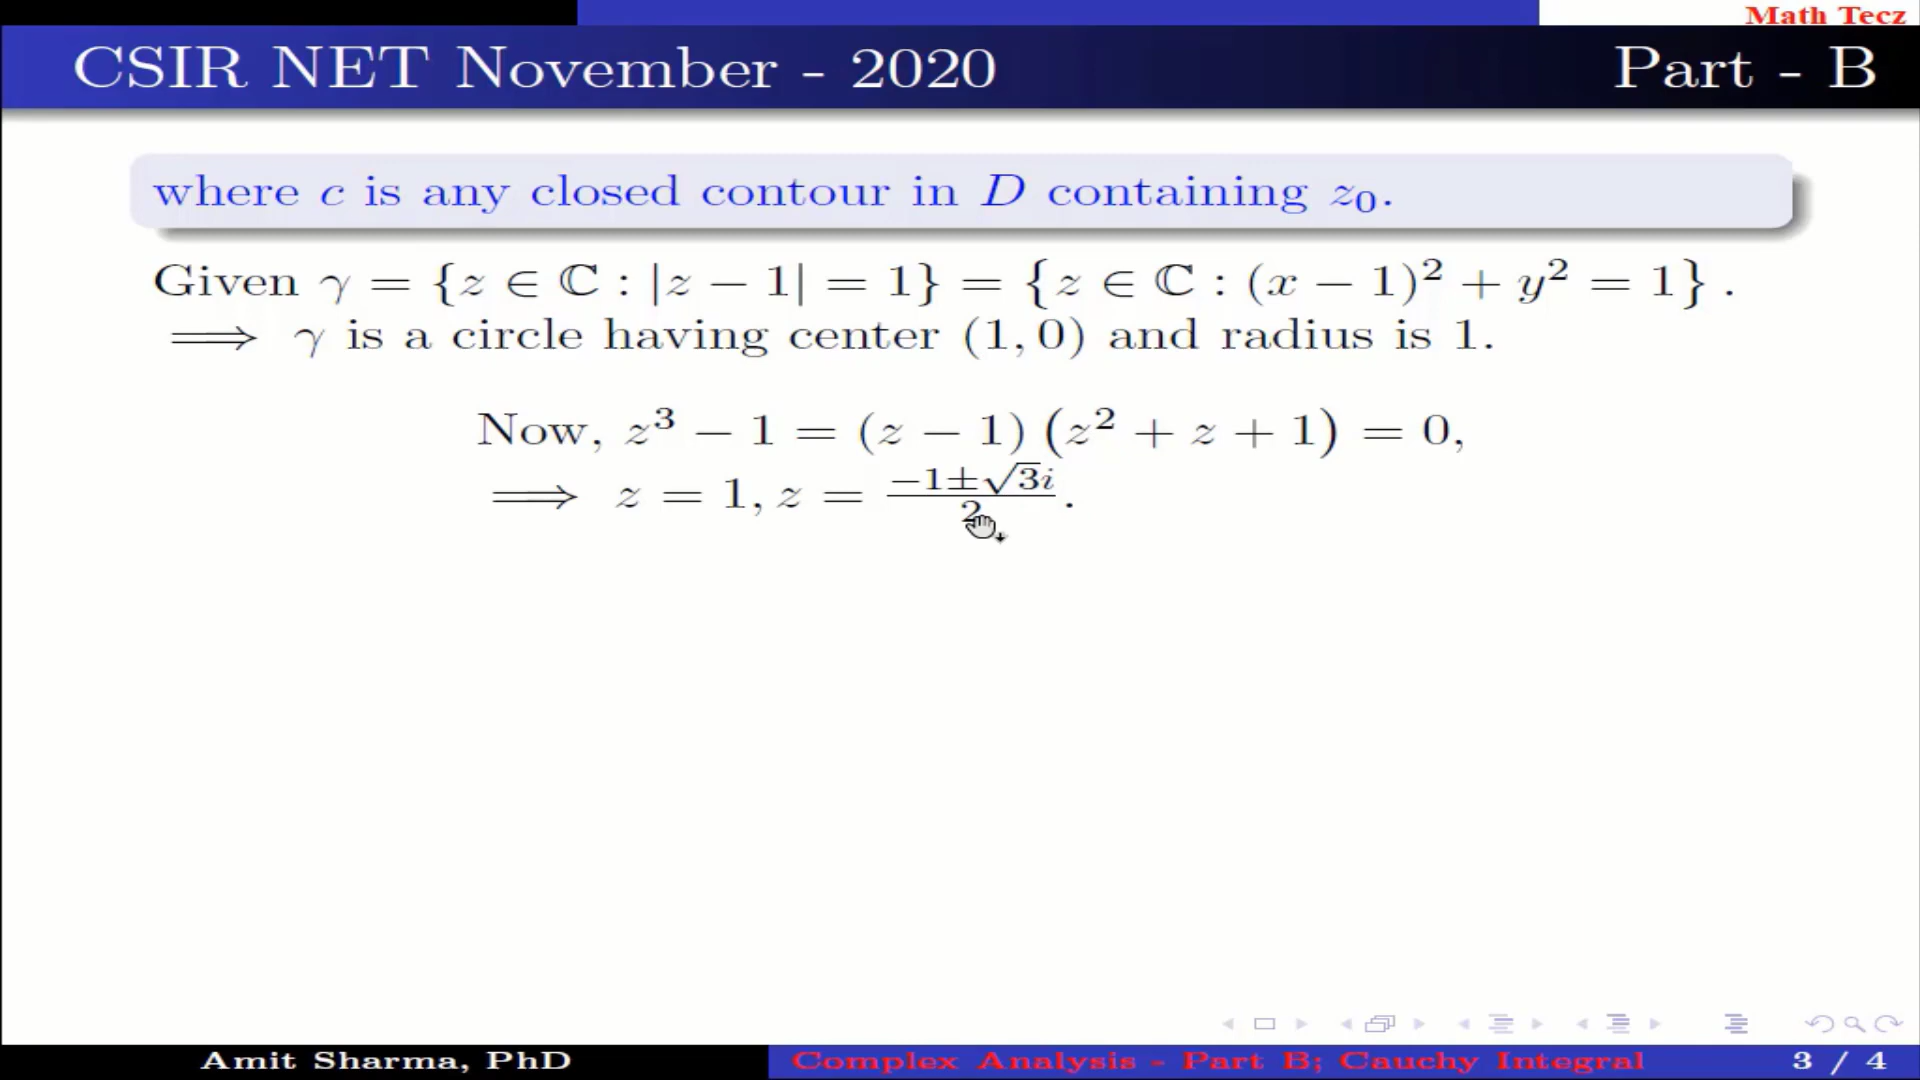 Math Tecz
CSIR NET November - 2020 Part - B
where c is any closed contour in D containing z₀.
Given γ = {z ∈ ℂ : |z − 1| = 1} = {z ∈ ℂ : (x − 1)² + y² = 1} .
⟹ γ is a circle having center (1, 0) and radius is 1.
Now, z³ − 1 = (z − 1) (z² + z + 1) = 0,
⟹ z = 1, z = (−1±√3i)/2 .
Amit Sharma, PhD Complex Analysis - Part B; Cauchy Integral 3 / 4